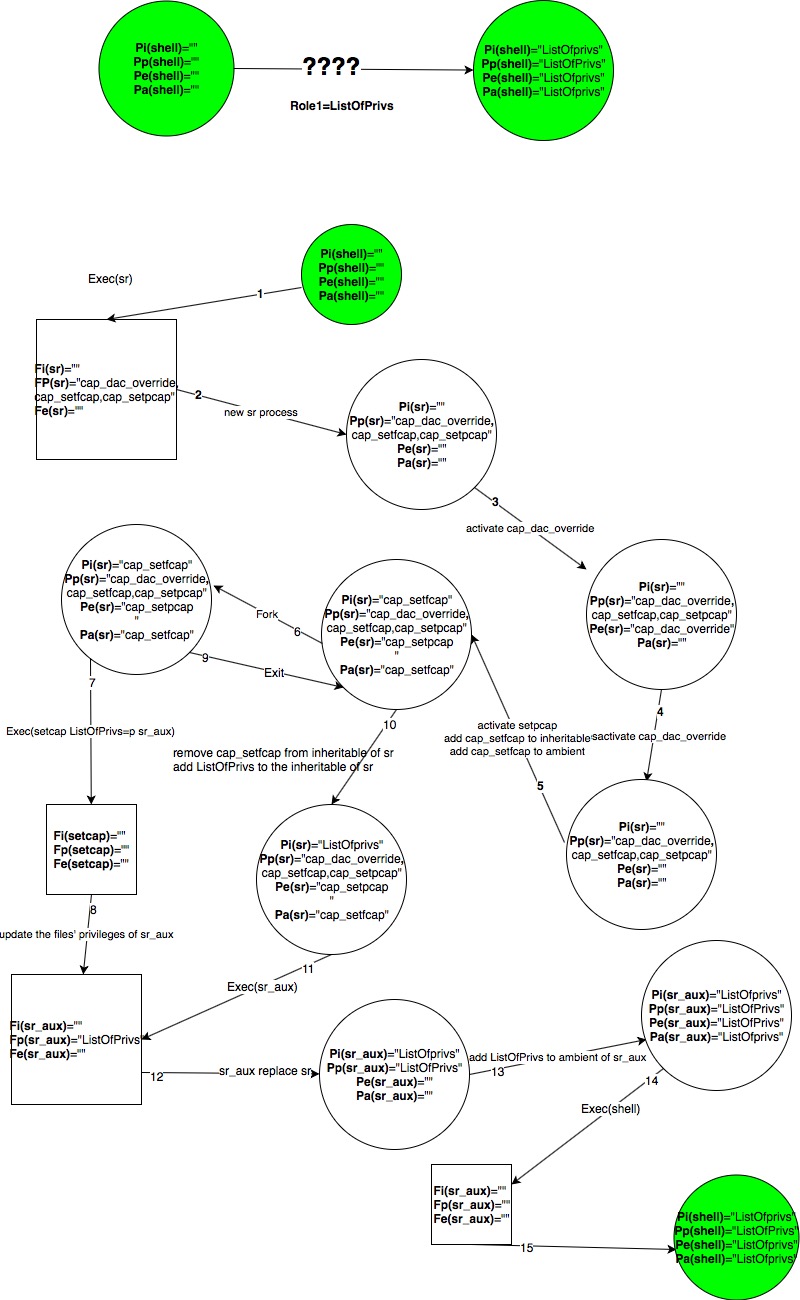 Pi(shell)=""
Pp(shell)=""
Pe(shell)=""
Pa(shell)=""
????
Role1=ListOfPrivs
Pi(shell)="ListOfprivs"
Pp(shell)="ListOfPrivs"
Pe(shell)="ListOfprivs"
Pa(shell)="ListOfprivs"
Pi(shell)=""
Pp(shell)=""
Pe(shell)=""
Pa(shell)=""
Exec(sr)
1
Fi(sr)=""
FP(sr)="cap_dac_override,
cap_setfcap,cap_setpcap"
Fe(sr)=""
2
new sr process
Pi(sr)=""
Pp(sr)="cap_dac_override,
cap_setfcap,cap_setpcap"
Pe(sr)=""
Pa(sr)=""
3
activate cap_dac_override
Pi(sr)=""
Pp(sr)="cap_dac_override,
cap_setfcap,cap_setpcap"
Pe(sr)="cap_dac_override"
Pa(sr)=""
4
sactivate cap_dac_override
Pi(sr)=""
Pp(sr)="cap_dac_override,
cap_setfcap,cap_setpcap"
Pe(sr)=""
Pa(sr)=""
5
activate setpcap
add cap_setfcap to inheritable
add cap_setfcap to ambient
Pi(sr)="cap_setfcap"
Pp(sr)="cap_dac_override,
cap_setfcap,cap_setpcap"
Pe(sr)="cap_setpcap
"
Pa(sr)="cap_setfcap"
Fork
6
Pi(sr)="cap_setfcap"
Pp(sr)="cap_dac_override,
cap_setfcap,cap_setpcap"
Pe(sr)="cap_setpcap
"
Pa(sr)="cap_setfcap"
9
Exit
7
Exec(setcap ListOfPrivs=p sr_aux)
Fi(setcap)=""
Fp(setcap)=""
Fe(setcap)=""
8
update the files' privileges of sr_aux
10
remove cap_setfcap from inheritable of sr
add ListOfPrivs to the inheritable of sr
Pi(sr)="ListOfprivs"
Pp(sr)="cap_dac_override,
cap_setfcap,cap_setpcap"
Pe(sr)="cap_setpcap
"
Pa(sr)="cap_setfcap"
11
Exec(sr_aux)
Fi(sr_aux)=""
Fp(sr_aux)="ListOfPrivs"
Fe(sr_aux)=""
12
sr_aux replace sr
Pi(sr_aux)="ListOfprivs"
Pp(sr_aux)="ListOfPrivs"
Pe(sr_aux)=""
Pa(sr_aux)=""
13
add ListOfPrivs to ambient of sr_aux
Pi(sr_aux)="ListOfprivs"
Pp(sr_aux)="ListOfPrivs"
Pe(sr_aux)="ListOfPrivs"
Pa(sr_aux)="ListOfprivs"
14
Exec(shell)
Fi(sr_aux)=""
Fp(sr_aux)=""
Fe(sr_aux)=""
15
Pi(shell)="ListOfprivs"
Pp(shell)="ListOfPrivs"
Pe(shell)="ListOfprivs"
Pa(shell)="ListOfprivs"